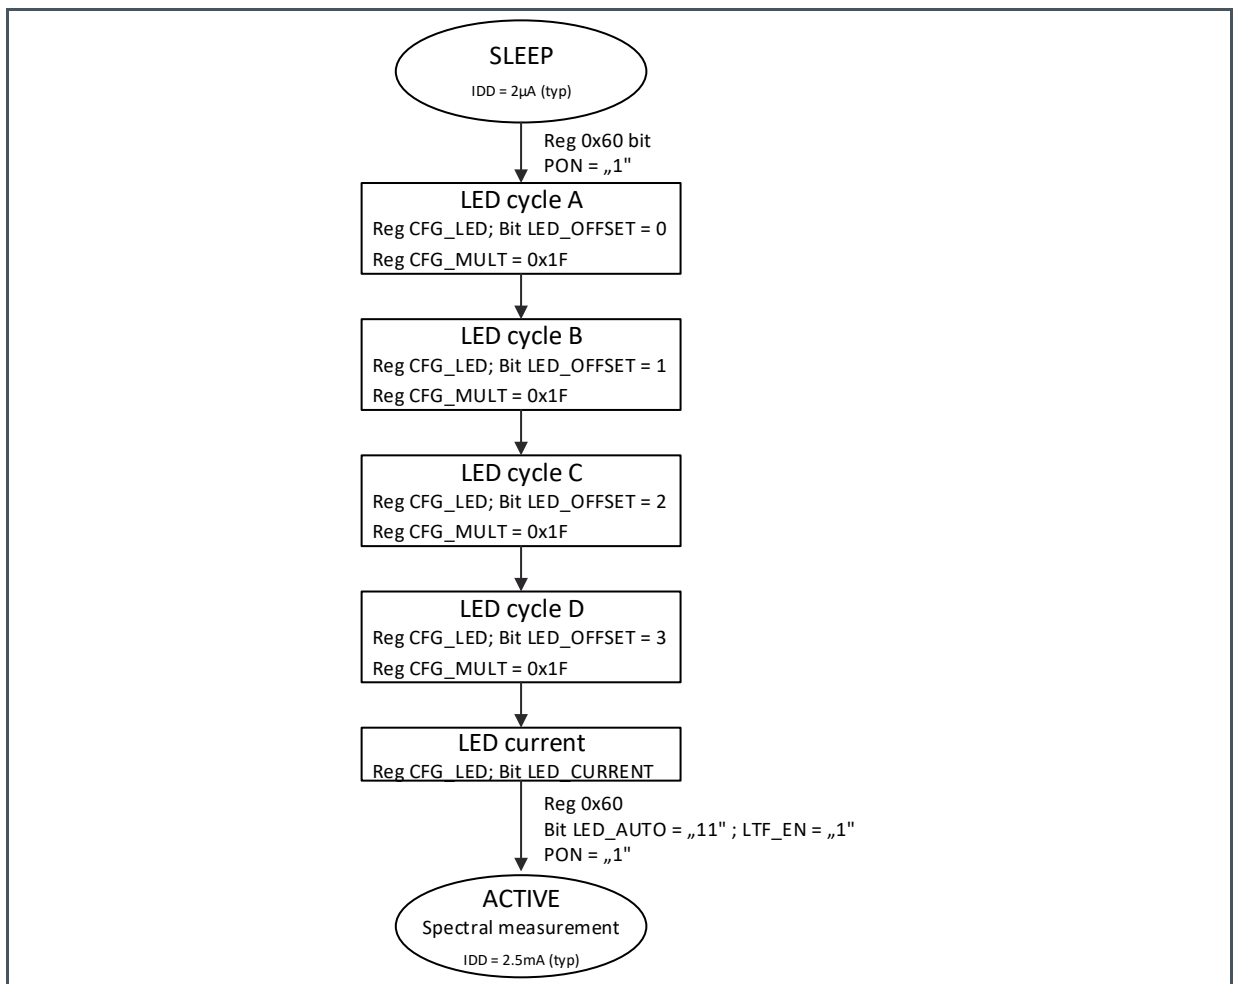 SLEEP
IDD = 2µA (typ)
Reg 0x60 bit
PON = „1"
LED cycle A
Reg CFG_LED; Bit LED_OFFSET = 0
Reg CFG_MULT = 0x1F
LED cycle B
Reg CFG_LED; Bit LED_OFFSET = 1
Reg CFG_MULT = 0x1F
LED cycle C
Reg CFG_LED; Bit LED_OFFSET = 2
Reg CFG_MULT = 0x1F
LED cycle D
Reg CFG_LED; Bit LED_OFFSET = 3
Reg CFG_MULT = 0x1F
LED current
Reg CFG_LED; Bit LED_CURRENT
Reg 0x60
Bit LED_AUTO = „11" ; LTF_EN = „1"
PON = „1"
ACTIVE
Spectral measurement
IDD = 2.5mA (typ)